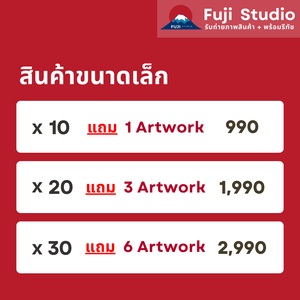 FUJI
Fuji Studio
รับถ่ายภาพสินค้า + พร้อมรีทัช
สินค้าขนาดเล็ก
x 10 แถม 1 Artwork 990
x 20 แถม 3 Artwork 1,990
x 30 แถม 6 Artwork 2,990